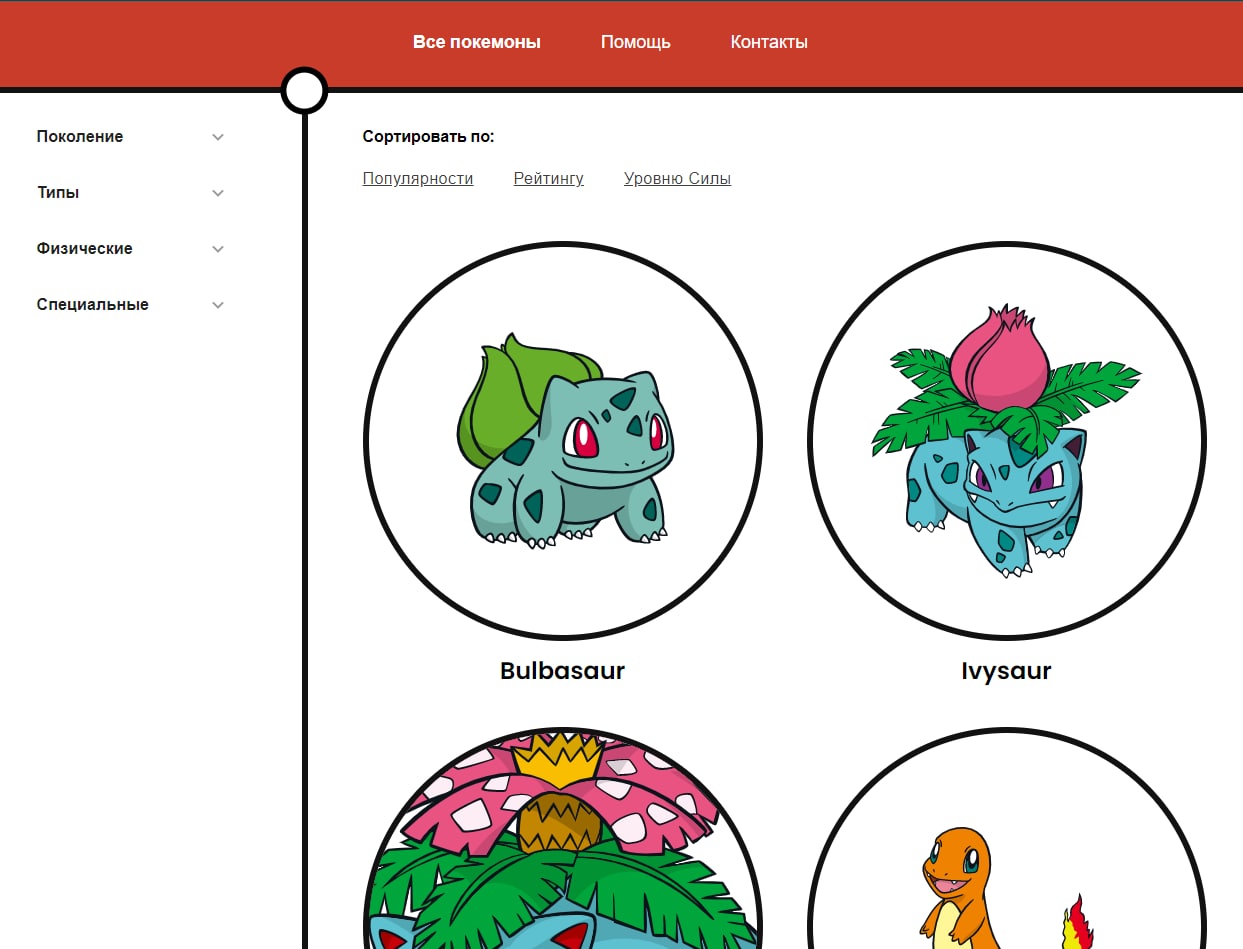 Все покемоны Помощь Контакты
Поколение
Типы
Физические
Специальные
Сортировать по:
Популярности Рейтингу Уровню Силы
Bulbasaur Ivysaur